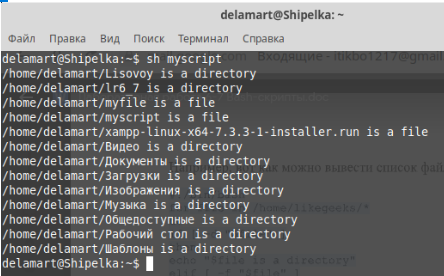 delamart@Shipelka: ~
Файл Правка Вид Поиск Терминал Справка
delamart@Shipelka:~$ sh myscript
/home/delamart/Lisovoy is a directory
/home/delamart/lr6_7 is a directory
/home/delamart/myfile is a file
/home/delamart/myscript is a file
/home/delamart/xampp-linux-x64-7.3.3-1-installer.run is a file
/home/delamart/Видео is a directory
/home/delamart/Документы is a directory
/home/delamart/Загрузки is a directory
/home/delamart/Изображения is a directory
/home/delamart/Музыка is a directory
/home/delamart/Общедоступные is a directory
/home/delamart/Рабочий стол is a directory
/home/delamart/Шаблоны is a directory
delamart@Shipelka:~$